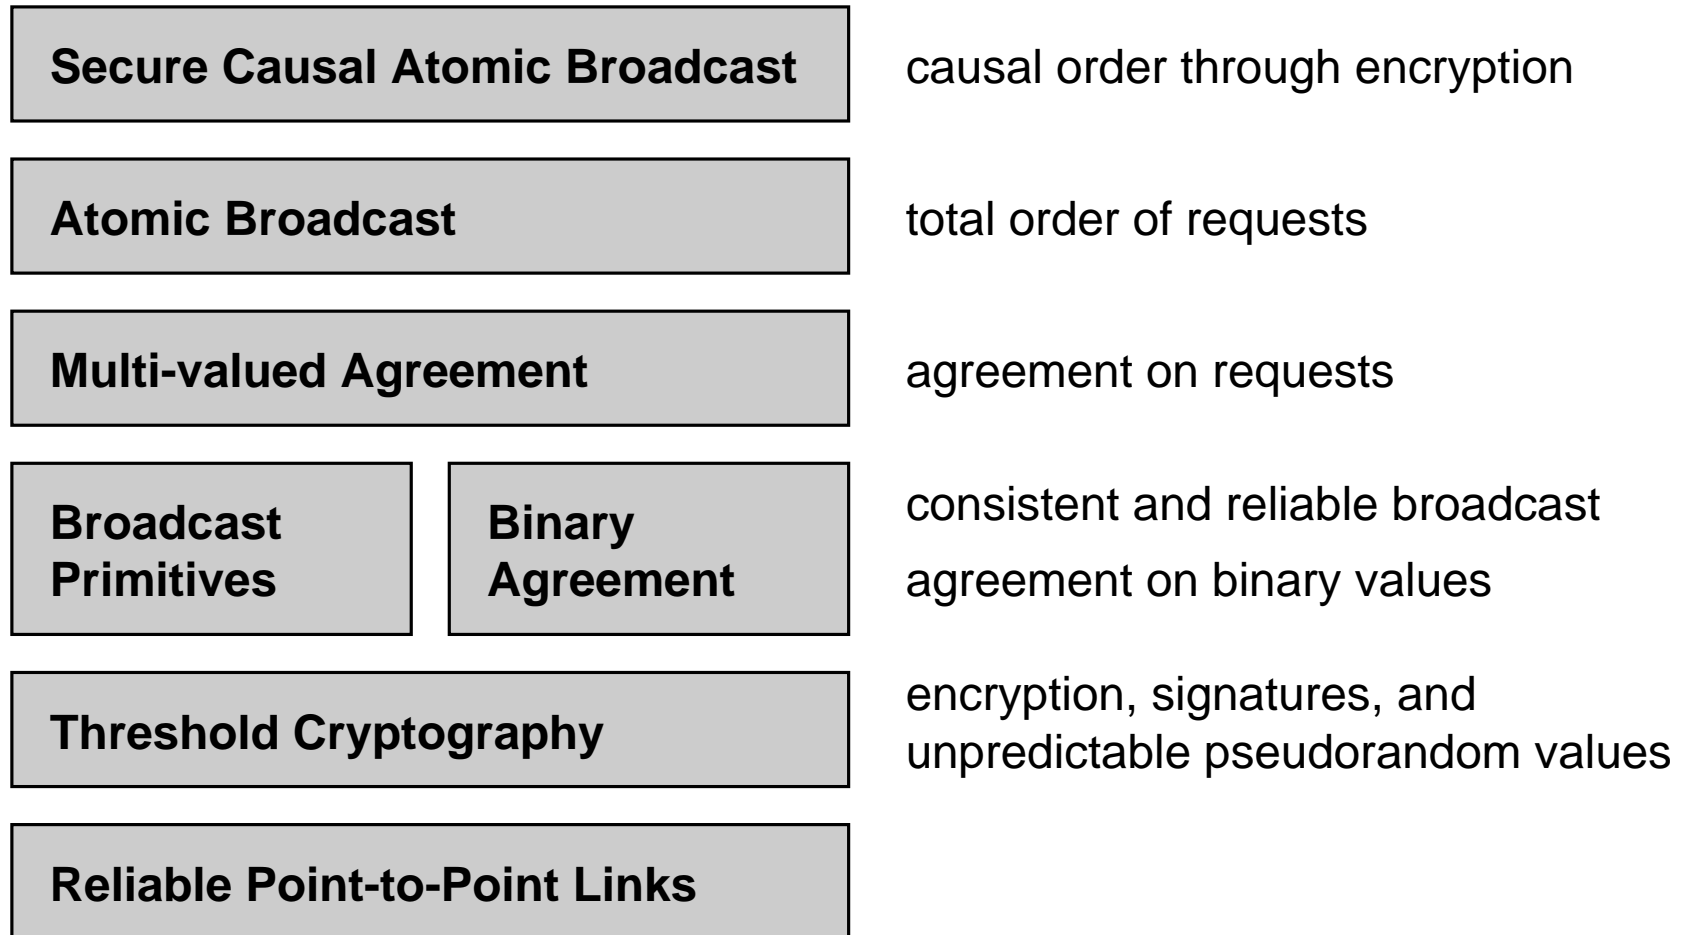 Secure Causal Atomic Broadcast
causal order through encryption
Atomic Broadcast
total order of requests
Multi-valued Agreement
agreement on requests
Broadcast
Primitives
Binary
Agreement
consistent and reliable broadcast
agreement on binary values
Threshold Cryptography
encryption, signatures, and
unpredictable pseudorandom values
Reliable Point-to-Point Links